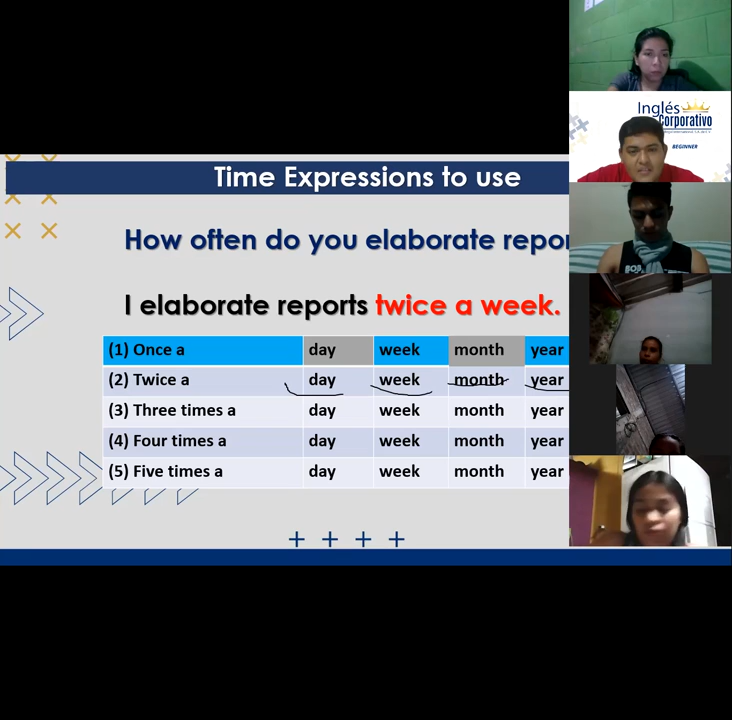 Time Expressions to use
How often do you elaborate
I elaborate reports twice a week.
(1) Once a day week month year
(2) Twice a day week month year
(3) Three times a day week month year
(4) Four times a day week month year
(5) Five times a day week month year
Inglés
Corporativo
BEGINNER